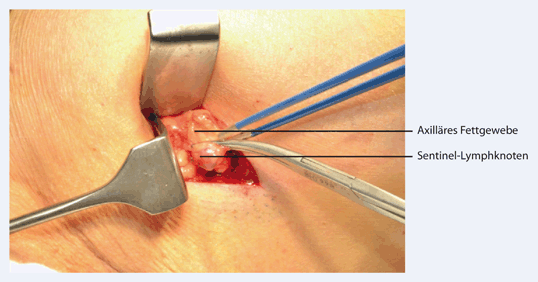 Axilläres Fettgewebe
Sentinel-Lymphknoten